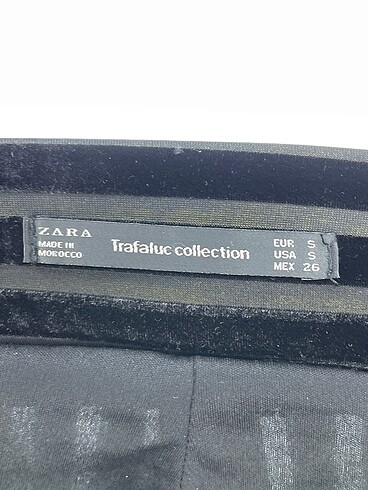 ZARA
MADE IN
MOROCCO
Trafaluc collection
EUR S
USA S
MEX 26